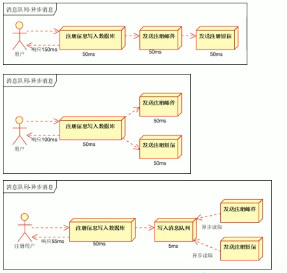 消息队列-异步消息
注册信息写入数据库
发送注册邮件
发送注册短信
响应150ms
用户
50ms
50ms
50ms
消息队列-异步消息
发送注册邮件
50ms
注册信息写入数据库
响应100ms
用户
50ms
发送注册短信
50ms
消息队列-异步消息
发送注册邮件
异步读取
注册信息写入数据库
写入消息队列
响应55ms
注册用户
50ms
5ms
发送注册短信
异步读取